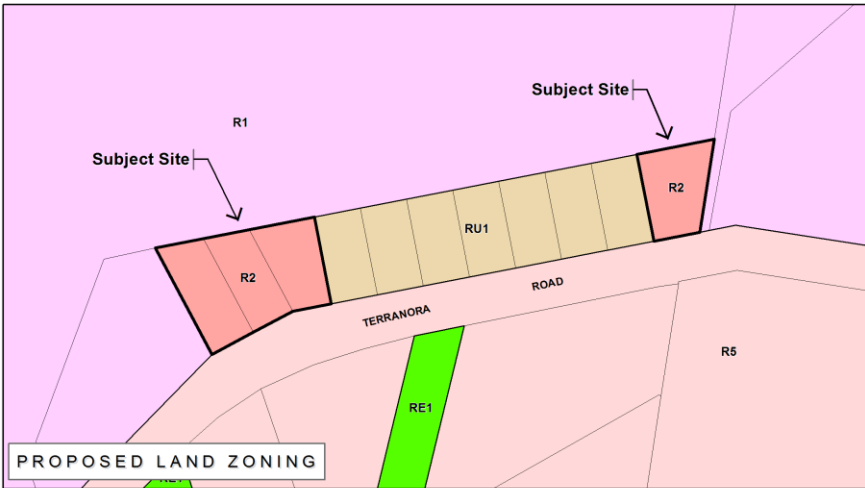 Subject Site
R1
Subject Site
R2
RU1
R2
TERRANORA
ROAD
R5
RE1
PROPOSED LAND ZONING